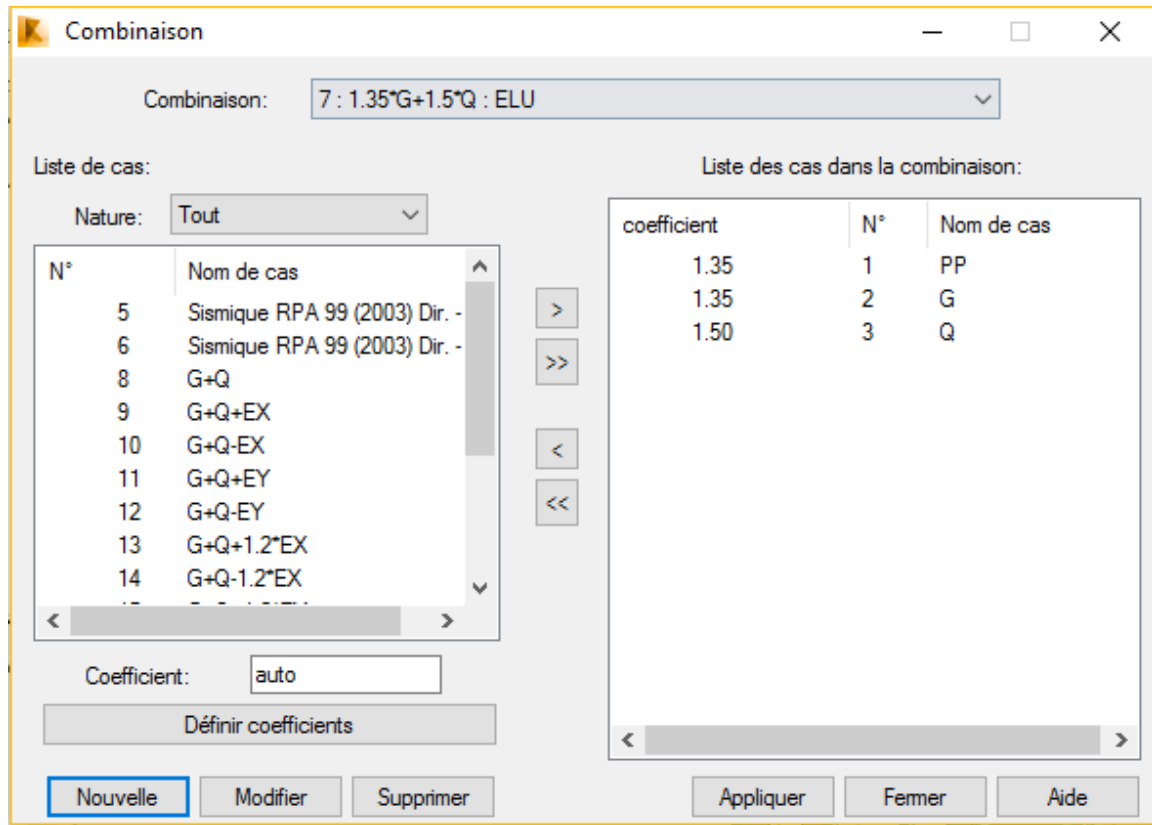 Combinaison
Combinaison: 7 : 1.35*G+1.5*Q : ELU
Liste de cas:
Nature: Tout
N° Nom de cas
5 Sismique RPA 99 (2003) Dir. -
6 Sismique RPA 99 (2003) Dir. -
8 G+Q
9 G+Q+EX
10 G+Q-EX
11 G+Q+EY
12 G+Q-EY
13 G+Q+1.2*EX
14 G+Q-1.2*EX
Coefficient: auto
Définir coefficients
Nouvelle Modifier Supprimer
>
>>
<
<<
Liste des cas dans la combinaison:
coefficient N° Nom de cas
1.35 1 PP
1.35 2 G
1.50 3 Q
Appliquer Fermer Aide